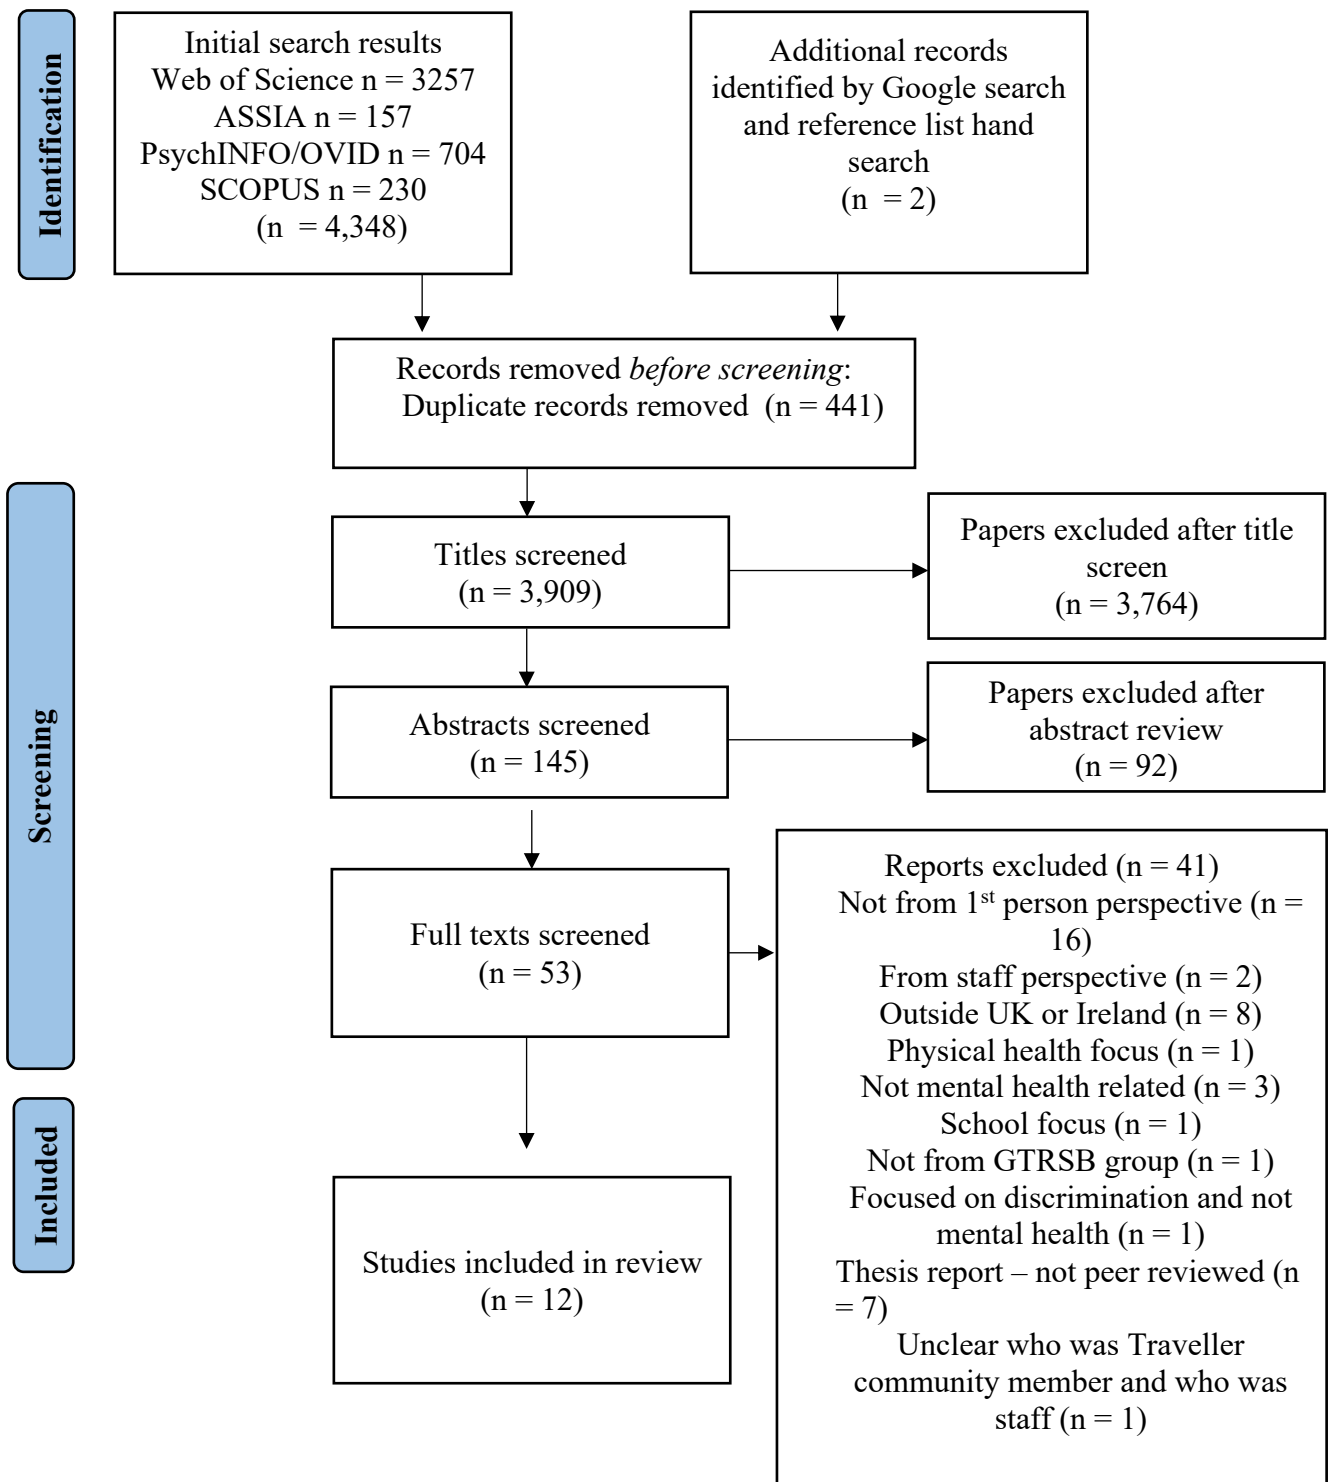 Identification
Initial search results
Web of Science n = 3257
ASSIA n = 157
PsychINFO/OVID n = 704
SCOPUS n = 230
(n = 4,348)
Additional records
identified by Google search
and reference list hand
search
(n = 2)
Records removed before screening:
Duplicate records removed (n = 441)
Screening
Titles screened
(n = 3,909)
Papers excluded after title
screen
(n = 3,764)
Abstracts screened
(n = 145)
Papers excluded after
abstract review
(n = 92)
Full texts screened
(n = 53)
Reports excluded (n = 41)
Not from 1st person perspective (n =
16)
From staff perspective (n = 2)
Outside UK or Ireland (n = 8)
Physical health focus (n = 1)
Not mental health related (n = 3)
School focus (n = 1)
Not from GTRSB group (n = 1)
Focused on discrimination and not
mental health (n = 1)
Thesis report – not peer reviewed (n
= 7)
Unclear who was Traveller
community member and who was
staff (n = 1)
Included
Studies included in review
(n = 12)